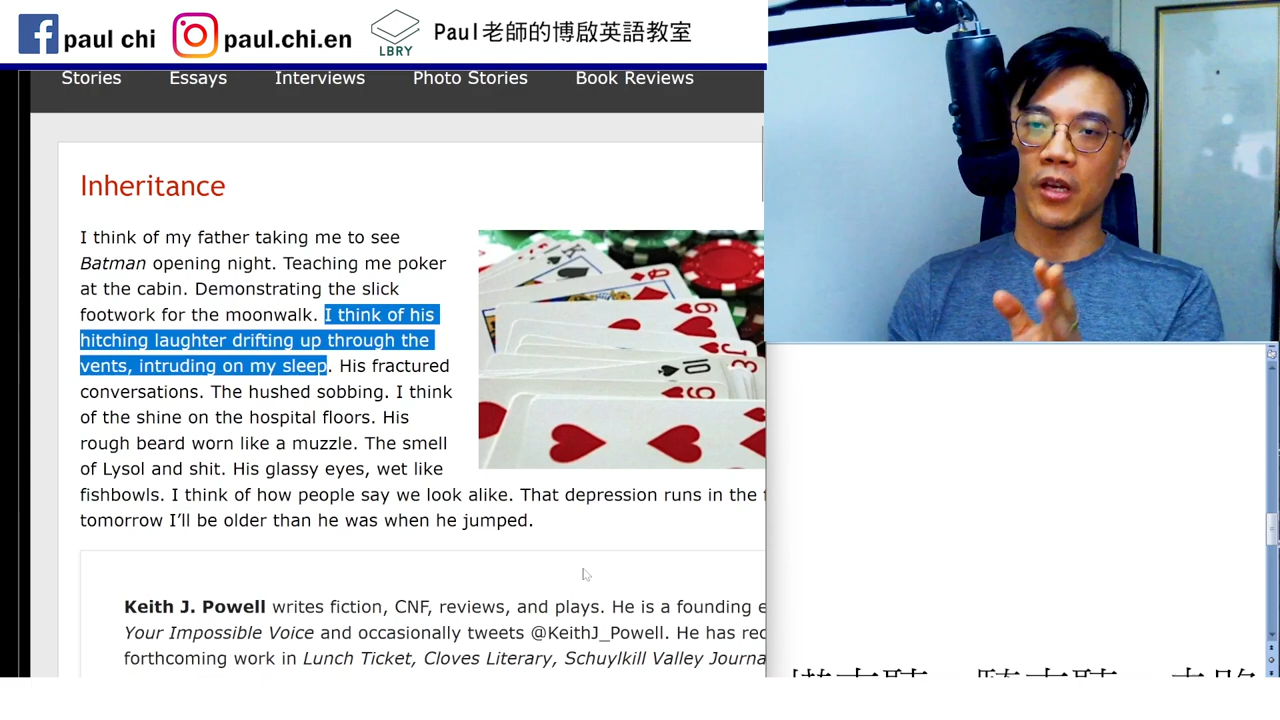 paul chi
paul.chi.en
LBRY
Paul老師的博啟英語教室
Stories Essays Interviews Photo Stories Book Reviews
Inheritance
I think of my father taking me to see
Batman opening night. Teaching me poker
at the cabin. Demonstrating the slick
footwork for the moonwalk. I think of his
hitching laughter drifting up through the
vents, intruding on my sleep. His fractured
conversations. The hushed sobbing. I think
of the shine on the hospital floors. His
rough beard worn like a muzzle. The smell
of Lysol and shit. His glassy eyes, wet like
fishbowls. I think of how people say we look alike. That depression runs in the
tomorrow I’ll be older than he was when he jumped.
Keith J. Powell writes fiction, CNF, reviews, and plays. He is a founding
Your Impossible Voice and occasionally tweets @KeithJ_Powell. He has
forthcoming work in Lunch Ticket, Cloves Literary, Schuylkill Valley